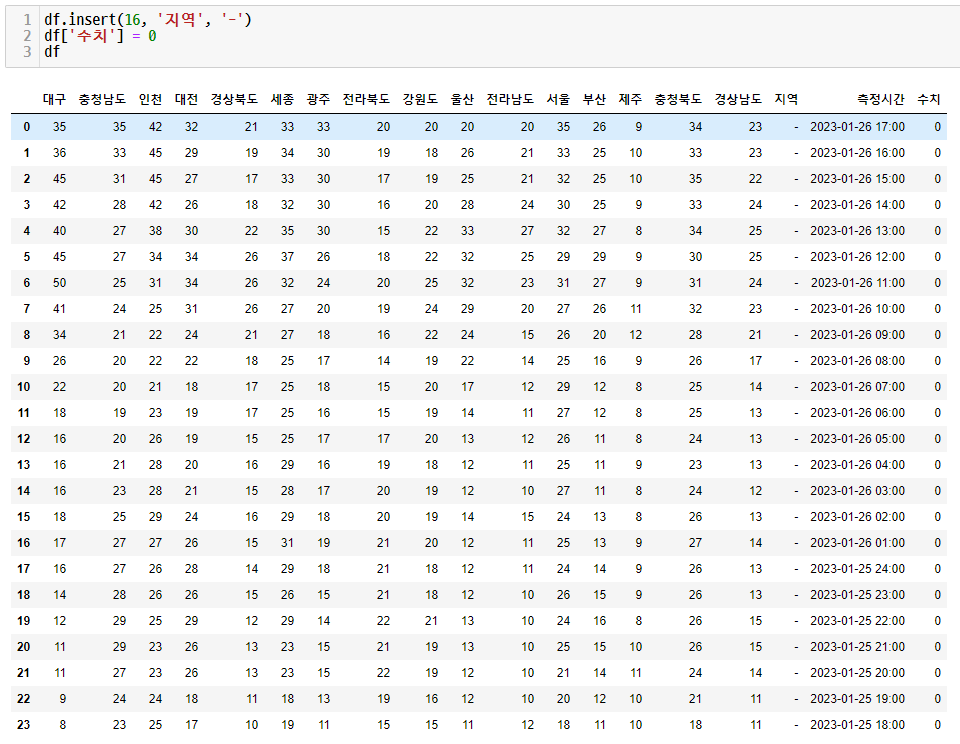 1 df.insert(16, '지역', '-')
2 df['수치'] = 0
3 df
대구 충청남도 인천 대전 경상북도 세종 광주 전라북도 강원도 울산 전라남도 서울 부산 제주 충청북도 경상남도 지역 측정시간 수치
0 35 35 42 32 21 33 33 20 20 20 20 35 26 9 34 23 - 2023-01-26 17:00 0
1 36 33 45 29 19 34 30 19 18 26 21 33 25 10 33 23 - 2023-01-26 16:00 0
2 45 31 45 27 17 33 30 17 19 25 21 32 25 10 35 22 - 2023-01-26 15:00 0
3 42 28 42 26 18 32 30 16 20 28 24 30 25 9 33 24 - 2023-01-26 14:00 0
4 40 27 38 30 22 35 30 15 22 33 27 32 27 8 34 25 - 2023-01-26 13:00 0
5 45 27 34 34 26 37 26 18 22 32 25 29 29 9 30 25 - 2023-01-26 12:00 0
6 50 25 31 34 26 32 24 20 25 32 23 31 27 9 31 24 - 2023-01-26 11:00 0
7 41 24 25 31 26 27 20 19 24 29 20 27 26 11 32 23 - 2023-01-26 10:00 0
8 34 21 22 24 21 27 18 16 22 24 15 26 20 12 28 21 - 2023-01-26 09:00 0
9 26 20 22 22 18 25 17 14 19 22 14 25 16 9 26 17 - 2023-01-26 08:00 0
10 22 20 21 18 17 25 18 15 20 17 12 29 12 8 25 14 - 2023-01-26 07:00 0
11 18 19 23 19 17 25 16 15 19 14 11 27 12 8 25 13 - 2023-01-26 06:00 0
12 16 20 26 19 15 25 17 17 20 13 12 26 11 8 24 13 - 2023-01-26 05:00 0
13 16 21 28 20 16 29 16 19 18 12 11 25 11 9 23 13 - 2023-01-26 04:00 0
14 16 23 28 21 15 28 17 20 19 12 10 27 11 8 24 12 - 2023-01-26 03:00 0
15 18 25 29 24 16 29 18 20 19 14 15 24 13 8 26 13 - 2023-01-26 02:00 0
16 17 27 27 26 15 31 19 21 20 12 11 25 13 9 27 14 - 2023-01-26 01:00 0
17 16 27 26 28 14 29 18 21 18 12 11 24 14 9 26 13 - 2023-01-25 24:00 0
18 14 28 26 26 15 26 15 21 18 12 10 26 15 9 26 13 - 2023-01-25 23:00 0
19 12 29 25 29 12 29 14 22 21 13 10 24 16 8 26 15 - 2023-01-25 22:00 0
20 11 29 23 26 13 23 15 21 19 13 10 25 15 10 26 15 - 2023-01-25 21:00 0
21 11 27 23 26 13 23 15 22 19 12 10 21 14 11 24 14 - 2023-01-25 20:00 0
22 9 24 24 18 11 18 13 19 16 12 10 20 12 10 21 11 - 2023-01-25 19:00 0
23 8 23 25 17 10 19 11 15 15 11 12 18 11 10 18 11 - 2023-01-25 18:00 0